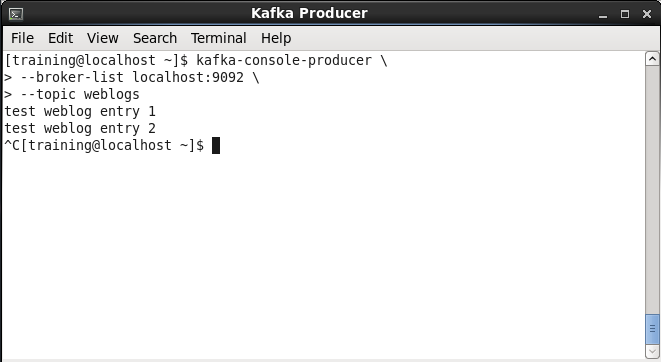 Kafka Producer
File Edit View Search Terminal Help
[training@localhost ~]$ kafka-console-producer \
> --broker-list localhost:9092 \
> --topic weblogs
test weblog entry 1
test weblog entry 2
^C[training@localhost ~]$